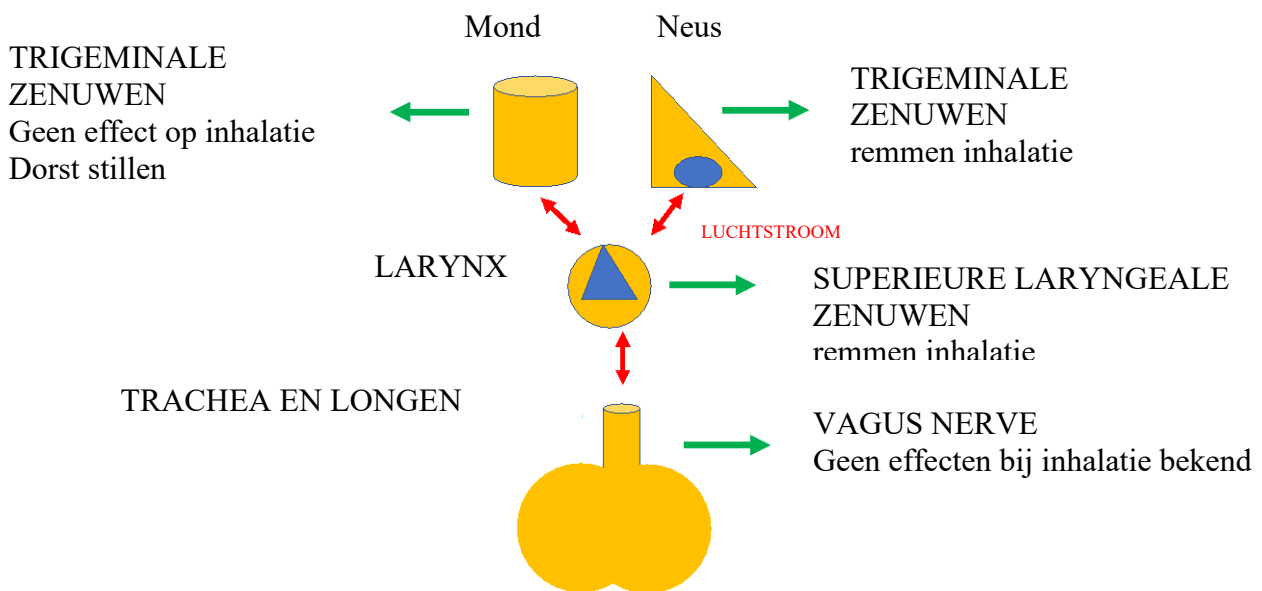 Mond
Neus
TRIGEMINALE
ZENUWEN
Geen effect op inhalatie
Dorst stillen
TRIGEMINALE
ZENUWEN
remmen inhalatie
LUCHTSTROOM
LARYNX
SUPERIEURE LARYNGEALE
ZENUWEN
remmen inhalatie
TRACHEA EN LONGEN
VAGUS NERVE
Geen effecten bij inhalatie bekend